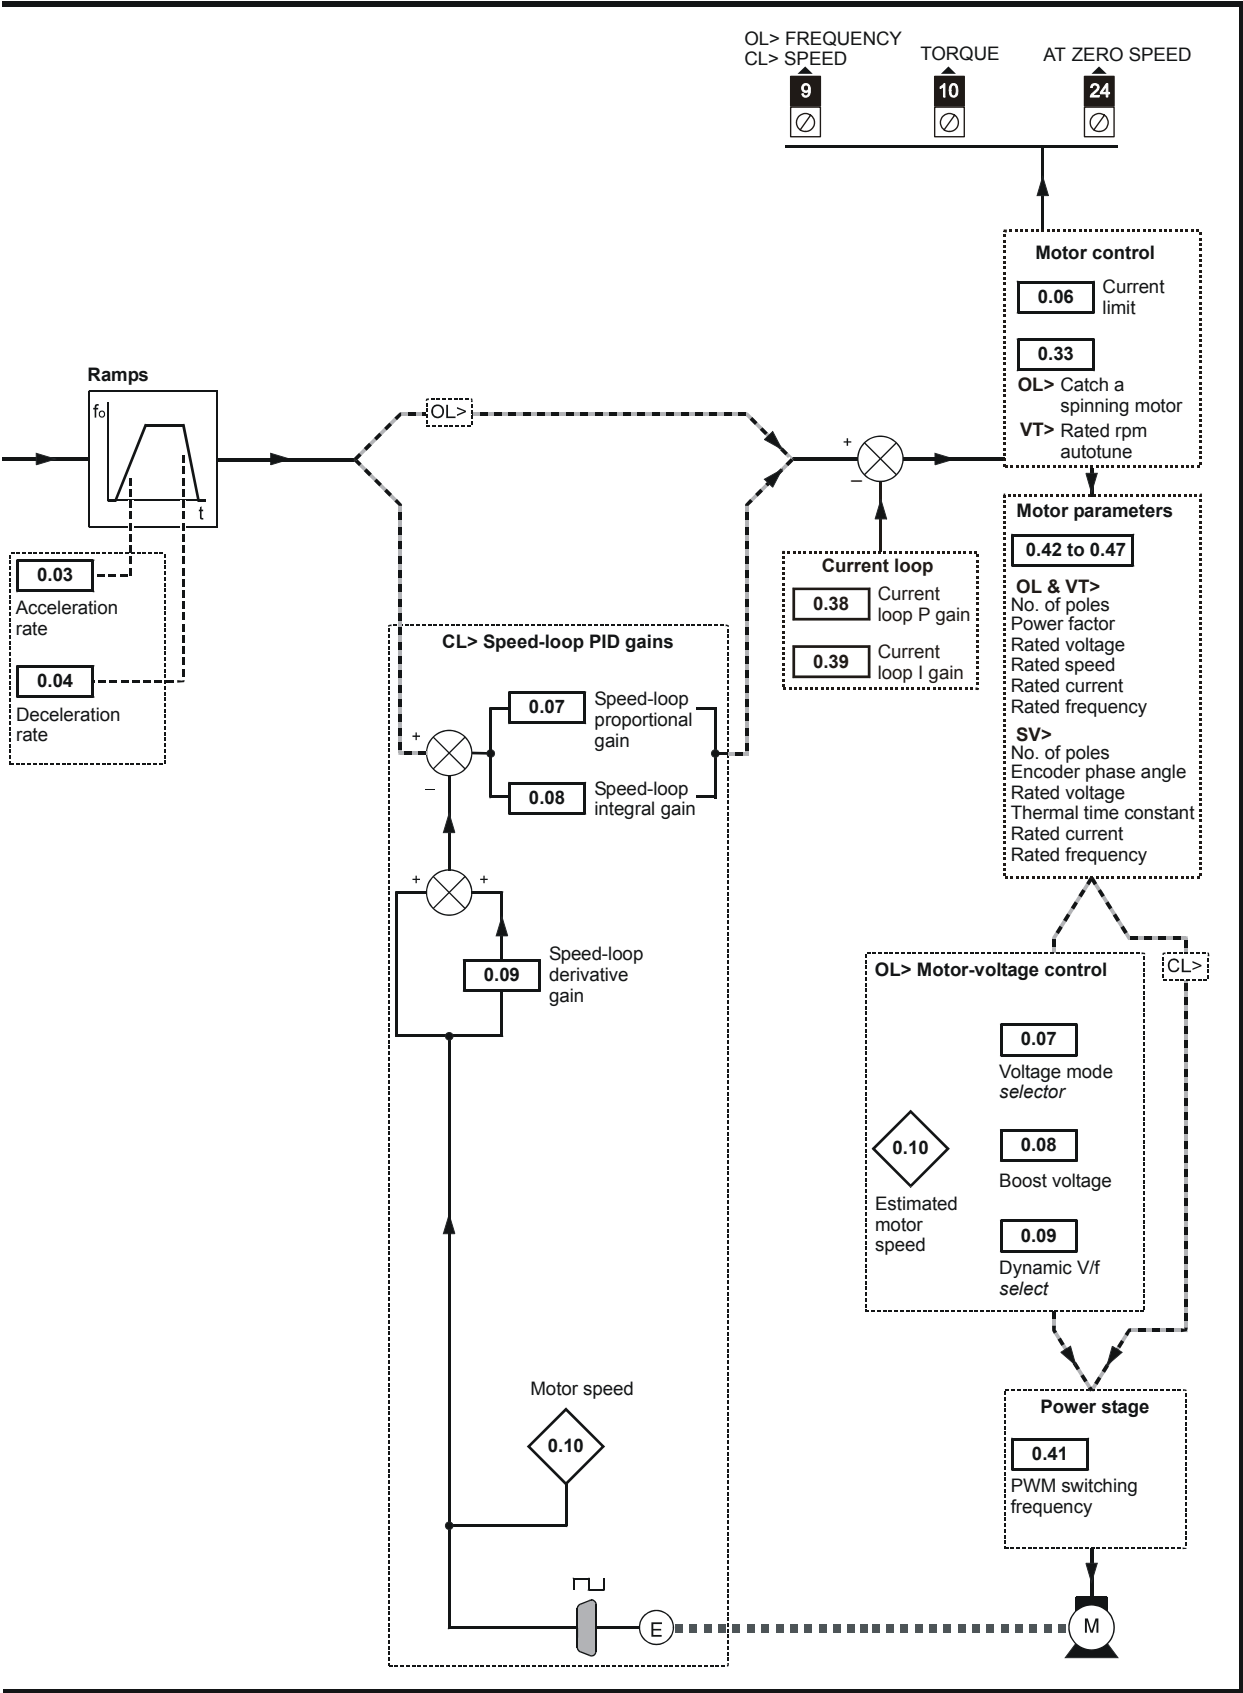 OL> FREQUENCY
CL> SPEED
TORQUE
AT ZERO SPEED
9
10
24
Motor control
0.06
Current
limit
0.33
OL> Catch a
spinning motor
VT> Rated rpm
autotune
Ramps
fo
t
OL>
+
–
0.03
Acceleration
rate
0.04
Deceleration
rate
Current loop
0.38
Current
loop P gain
0.39
Current
loop I gain
Motor parameters
0.42 to 0.47
OL & VT>
No. of poles
Power factor
Rated voltage
Rated speed
Rated current
Rated frequency
SV>
No. of poles
Encoder phase angle
Rated voltage
Thermal time constant
Rated current
Rated frequency
CL> Speed-loop PID gains
0.07
Speed-loop
proportional
gain
+
–
0.08
Speed-loop
integral gain
+
+
0.09
Speed-loop
derivative
gain
OL> Motor-voltage control
CL>
0.07
Voltage mode
selector
0.10
Estimated
motor
speed
0.08
Boost voltage
0.09
Dynamic V/f
select
Motor speed
0.10
Power stage
0.41
PWM switching
frequency
E
M